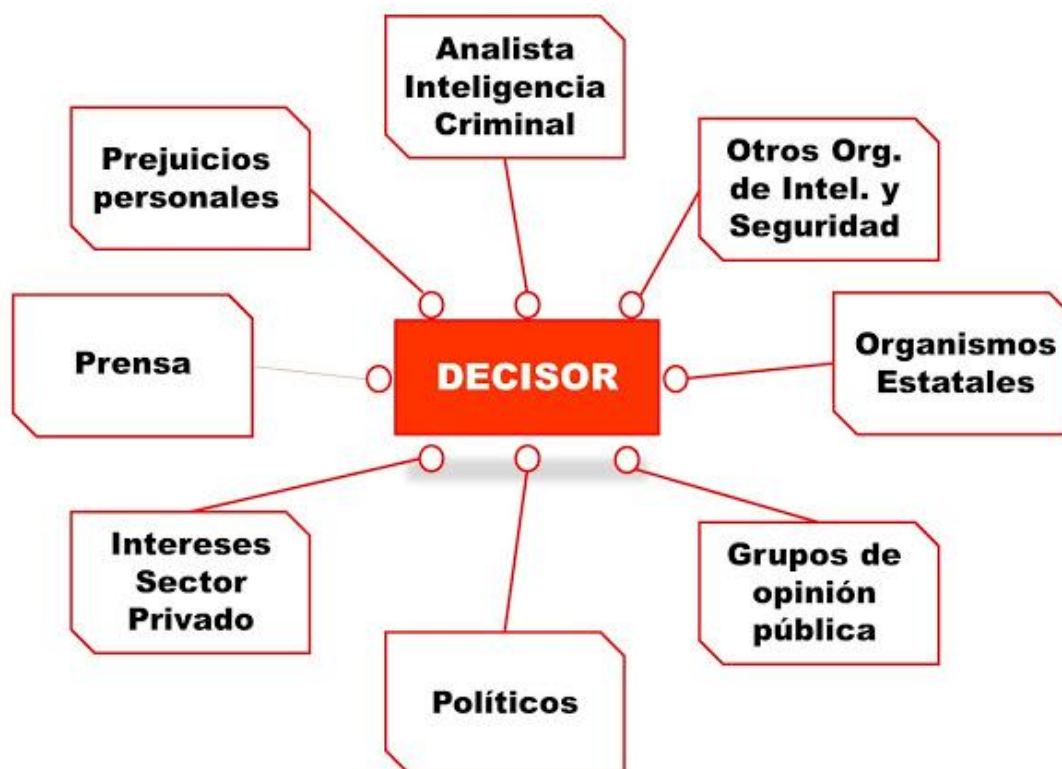 Analista
Inteligencia
Criminal
Prejuicios
personales
Otros Org.
de Intel. y
Seguridad
Prensa
DECISOR
Organismos
Estatales
Intereses
Sector
Privado
Políticos
Grupos de
opinión
pública